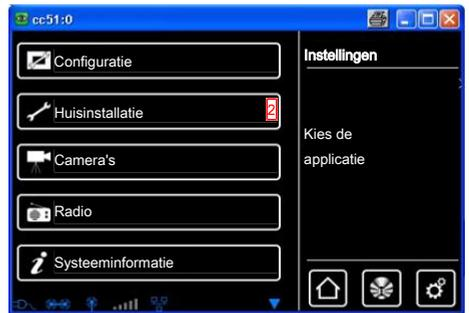 cc51:0
Configuratie
Instellingen
Huisinstallatie 2
Kies de
applicatie
Camera's
Radio
Systeeminformatie